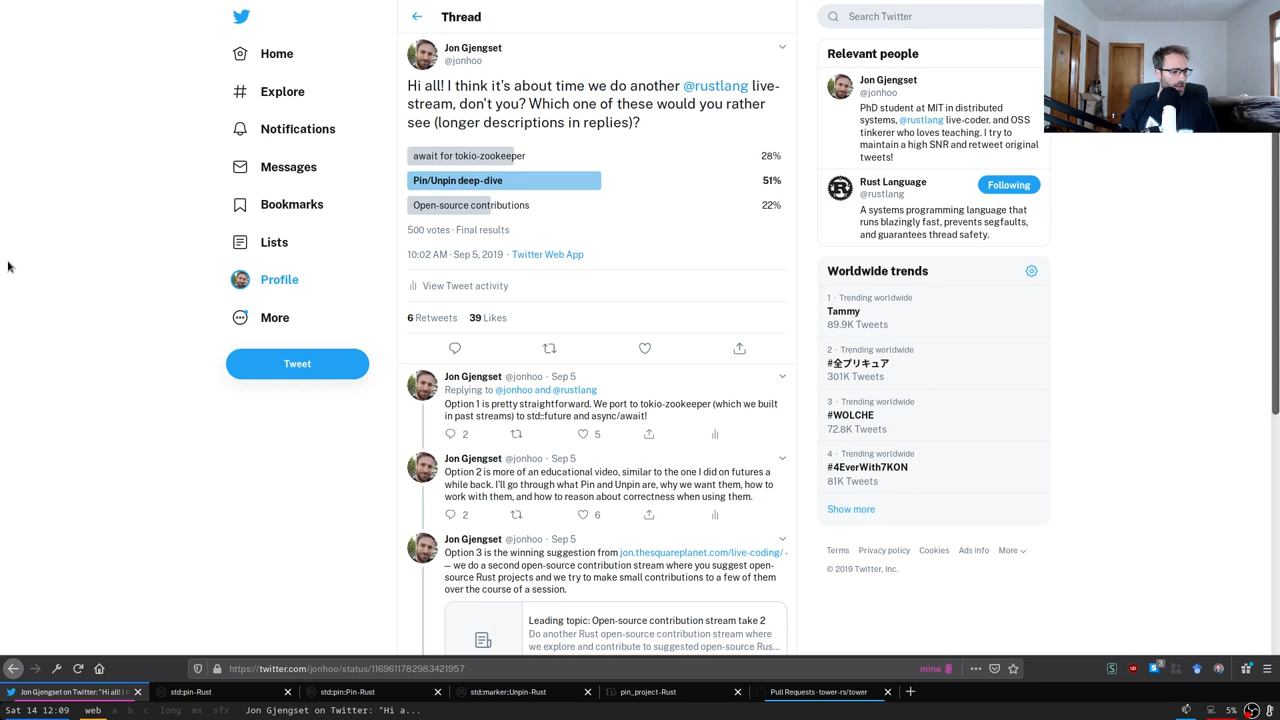 Home
Explore
Notifications
Messages
Bookmarks
Lists
Profile
More
Tweet
Thread
Jon Gjengset
@jonhoo
Hi all! I think it's about time we do another @rustlang live-
stream, don't you? Which one of these would you rather
see (longer descriptions in replies)?
await for tokio-zookeeper 28%
Pin/Unpin deep-dive 51%
Open-source contributions 22%
500 votes · Final results
10:02 AM · Sep 5, 2019 · Twitter Web App
View Tweet activity
6 Retweets 39 Likes
Jon Gjengset @jonhoo · Sep 5
Replying to @jonhoo and @rustlang
Option 1 is pretty straightforward. We port to tokio-zookeeper (which we built
in past streams) to std::future and async/await!
2 5
Jon Gjengset @jonhoo · Sep 5
Option 2 is more of an educational video, similar to the one I did on futures a
while back. I'll go through what Pin and Unpin are, why we want them, how to
work with them, and how to reason about correctness when using them.
2 6
Jon Gjengset @jonhoo · Sep 5
Option 3 is the winning suggestion from jon.thesquareplanet.com/live-coding/ -
— we do a second open-source contribution stream where you suggest open-
source Rust projects and we try to make small contributions to a few of them
over the course of a session.
Leading topic: Open-source contribution stream take 2
Do another Rust open-source contribution stream where
we explore and contribute to suggested open-source Rus...
Search Twitter
Relevant people
Jon Gjengset
@jonhoo
PhD student at MIT in distributed
systems, @rustlang live-coder. and OSS
tinkerer who loves teaching. I try to
maintain a high SNR and retweet original
tweets!
Rust Language
@rustlang
Following
A systems programming language that
runs blazingly fast, prevents segfaults,
and guarantees thread safety.
Worldwide trends
1 · Trending worldwide
Tammy
89.9K Tweets
2 · Trending worldwide
#全プリキュア
301K Tweets
3 · Trending worldwide
#WOLCHE
72.8K Tweets
4 · Trending worldwide
#4EverWith7KON
81K Tweets
Show more
Terms Privacy policy Cookies Ads info More
© 2019 Twitter, Inc.
https://twitter.com/jonhoo/status/1169611782983421957
mine
Jon Gjengset on Twitter: "Hi all! I t
std::pin - Rust
std::pin::Pin - Rust
std::marker::Unpin - Rust
pin_project - Rust
Pull Requests · tower-rs/tower
Sat 14 12:09 web a b c long mx sfx Jon Gjengset on Twitter: "Hi a...
5%